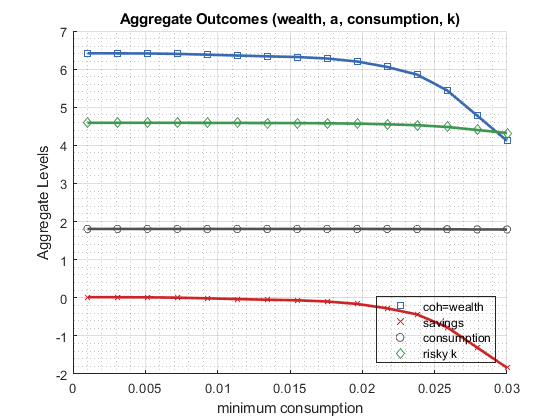 Aggregate Outcomes (wealth, a, consumption, k)
7
6
5
4
3
2
1
0
-1
-2
Aggregate Levels
coh=wealth
savings
consumption
risky k
0 0.005 0.01 0.015 0.02 0.025 0.03
minimum consumption